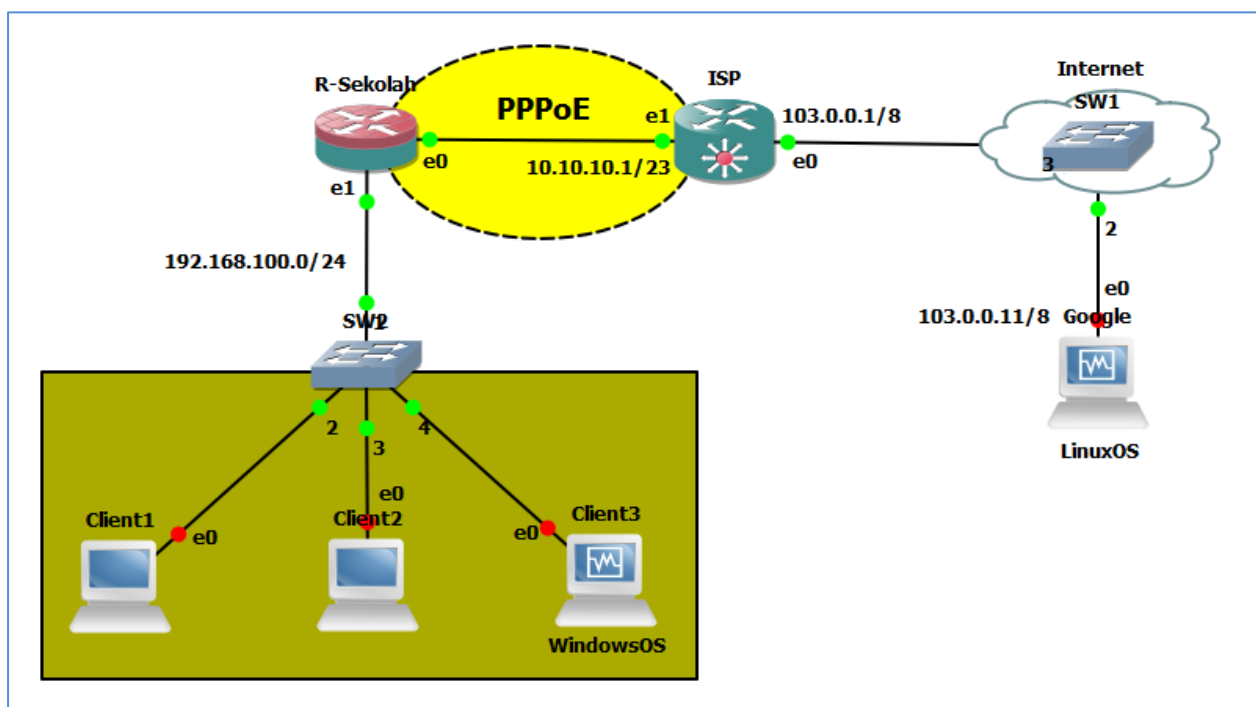 Internet
R-Sekolah
ISP
SW1
PPPoE
103.0.0.1/8
e1
e0
3
e0
10.10.10.1/23
e1
2
192.168.100.0/24
e0
1
SW2
103.0.0.11/8
Google
2
4
3
LinuxOS
e0
Client1
Client2
Client3
e0
e0
WindowsOS